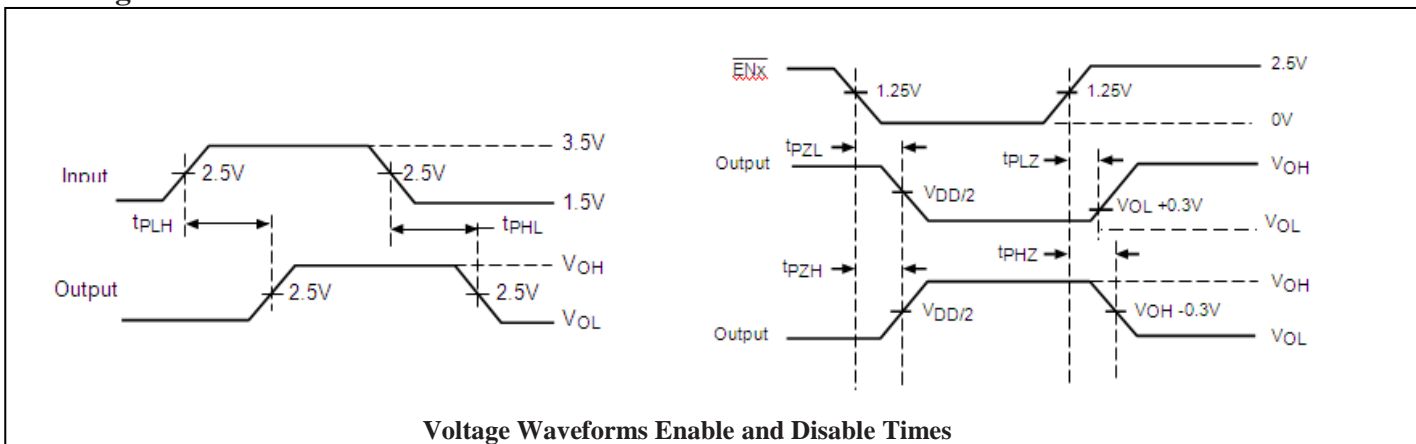 Input
2.5V
2.5V
3.5V
1.5V
tPLH
tPHL
Output
2.5V
2.5V
VOH
VOL
ENx
1.25V
1.25V
2.5V
0V
tPZL
tPLZ
Output
VDD/2
VOH
VOL +0.3V
VOL
tPZH
tPHZ
Output
VDD/2
VOH
VOH -0.3V
VOL
Voltage Waveforms Enable and Disable Times